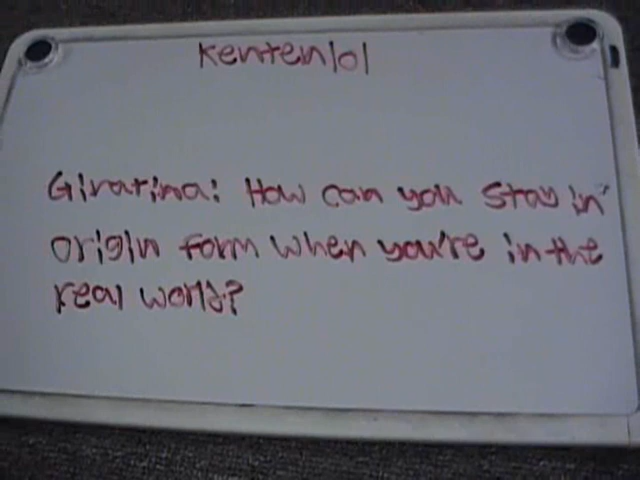 Kenten101
Giratina: How can you stay in
origin form when you're in the
real world?